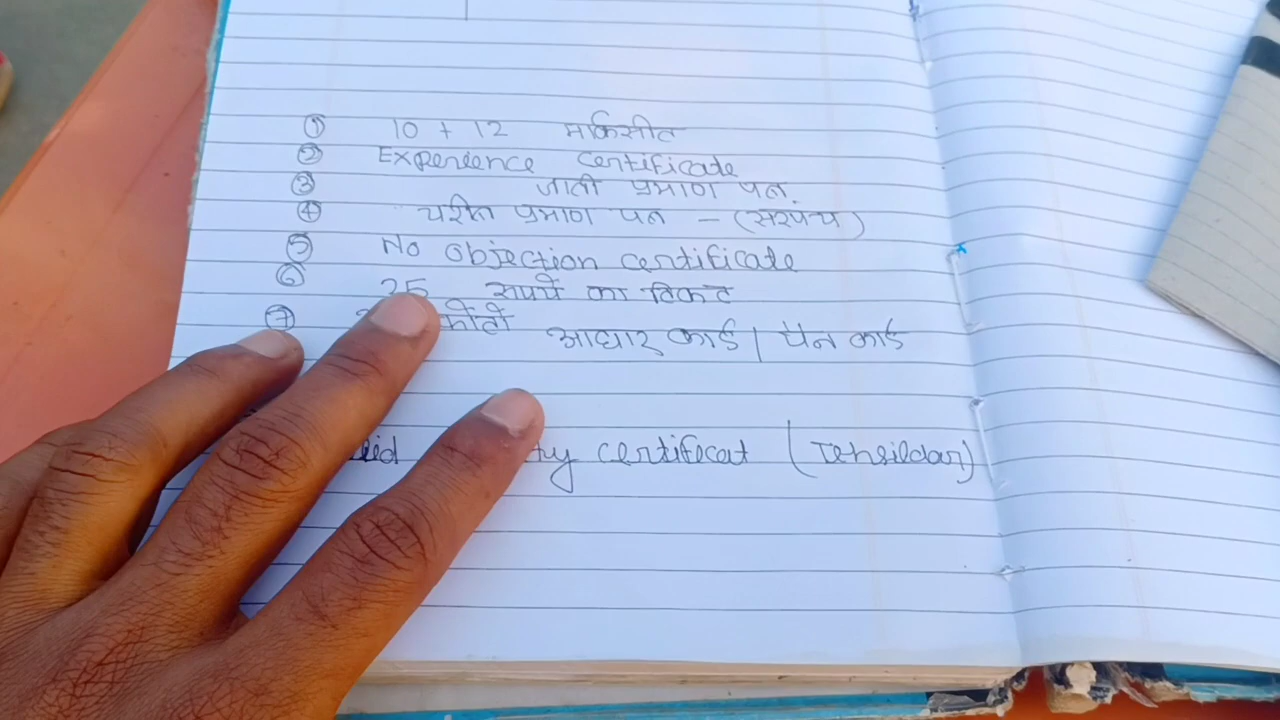 ① 10 + 12 मार्कसीट
② Experience certificate
③ जाती प्रमाण पत्र
④ चरीत्र प्रमाण पत्र - (सरपंच)
⑤ No objection certificate
⑥ 25 रूपये का टिकट
⑦ फोटो आधार कार्ड / पैन कार्ड
certificat (Tehsildar)